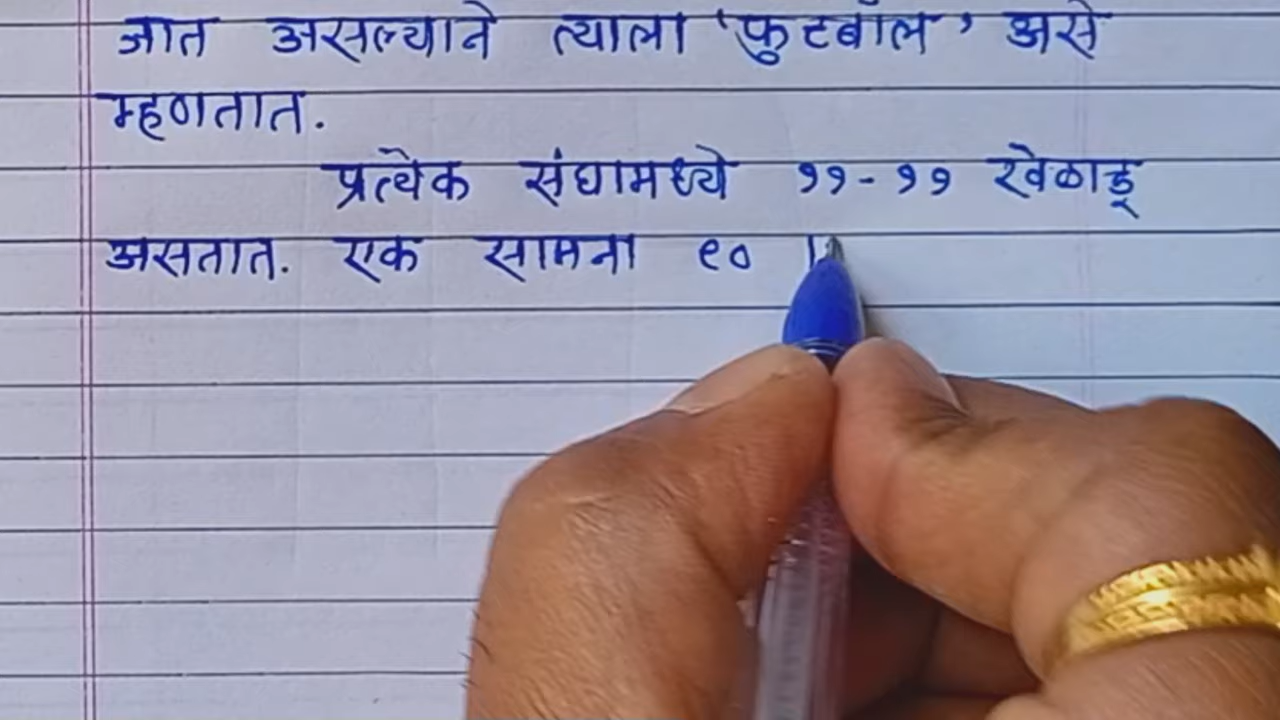 जात असल्याने त्याला 'फुटबॉल' असे
म्हणतात.
प्रत्येक संघामध्ये ११-११ खेळाडू
असतात. एक सामना ९०